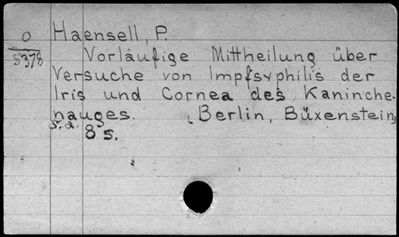 O Haensell, P.
5378 Vorläufige Mittheilung über
Versuche von Impfsyphilis der
Iris und Cornea des Kaninche-
nauges. Berlin, Büxenstein,
s.a. 8 s.